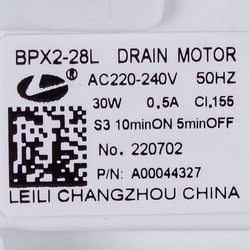 BPX2-28L DRAIN MOTOR
AC220-240V 50HZ
30W 0.5A Cl.155
S3 10minON 5minOFF
No. 220702
P/N: A00044327
LEILI CHANGZHOU CHINA